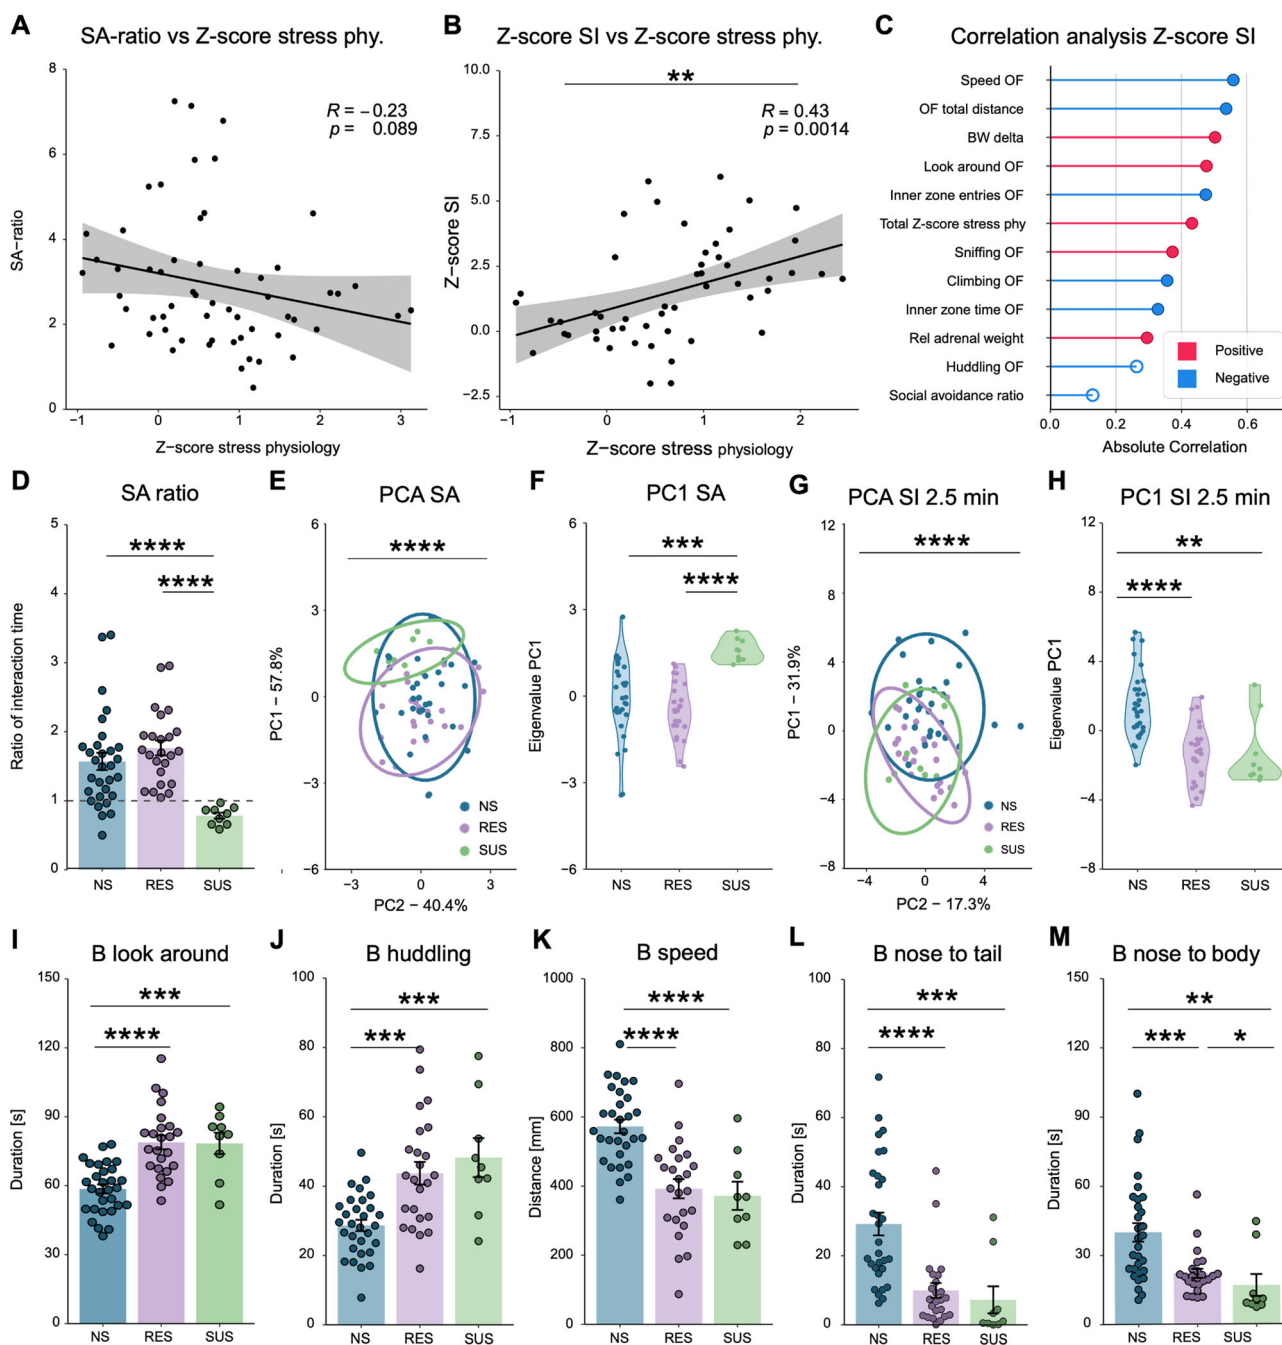 A SA-ratio vs Z-score stress phy.
8
6
4
2
0
SA−ratio
R = −0.23
p = 0.089
−1 0 1 2 3
Z−score stress physiology
B Z-score SI vs Z-score stress phy.
10.0
7.5
5.0
2.5
0.0
−2.5
Z−score SI
**
R = 0.43
p = 0.0014
−1 0 1 2
Z−score stress physiology
C Correlation analysis Z-score SI
Speed OF
OF total distance
BW delta
Look around OF
Inner zone entries OF
Total Z−score stress phy
Sniffing OF
Climbing OF
Inner zone time OF
Rel adrenal weight
Huddling OF
Social avoidance ratio
Positive
Negative
0.0 0.2 0.4 0.6
Absolute Correlation
D SA ratio
5
4
3
2
1
0
Ratio of interaction time
****
****
NS RES SUS
E PCA SA
6
3
0
−3
−6
PC1 − 57.8%
****
NS
RES
SUS
-
−3 0 3
PC2 − 40.4%
F PC1 SA
6
3
0
−3
−6
Eigenvalue PC1
***
****
NS RES SUS
G PCA SI 2.5 min
12
8
4
0
−4
−8
PC1 − 31.9%
****
NS
RES
SUS
−4 0 4
PC2 − 17.3%
H PC1 SI 2.5 min
12
8
4
0
−4
−8
Eigenvalue PC1
**
****
NS RES SUS
I B look around
150
120
90
60
30
0
Duration [s]
***
****
NS RES SUS
J B huddling
100
80
60
40
20
0
Duration [s]
***
***
NS RES SUS
K B speed
1000
800
600
400
200
0
Distance [mm]
****
****
NS RES SUS
L B nose to tail
100
80
60
40
20
0
Duration [s]
***
****
NS RES SUS
M B nose to body
150
120
90
60
30
0
Duration [s]
**
*** *
NS RES SUS